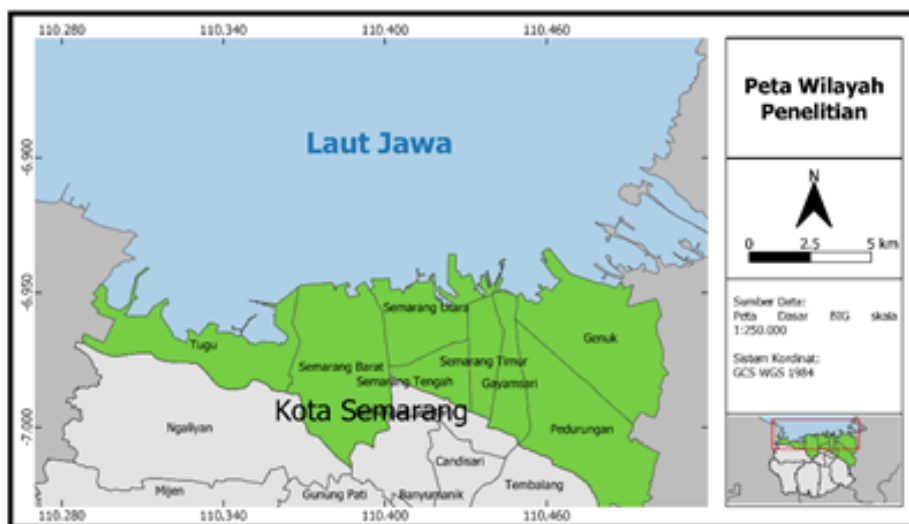 110.280 110.340 110.400 110.460
Laut Jawa
-6.900
-6.950
-7.000
Semarang Utara
Tugu
Genuk
Semarang Barat
Semarang Timur
Semarang Tengah
Gayamsari
Kota Semarang
Ngaliyan
Pedurungan
Candisari
Mijen
Gunung Pati
Banyumanik
Tembalang
110.280 110.340 110.400 110.460
Peta Wilayah
Penelitian
N
0 2.5 5 km
Sumber Data:
Peta Dasar BIG skala
1:250.000
Sistem Kordinat:
GCS WGS 1984